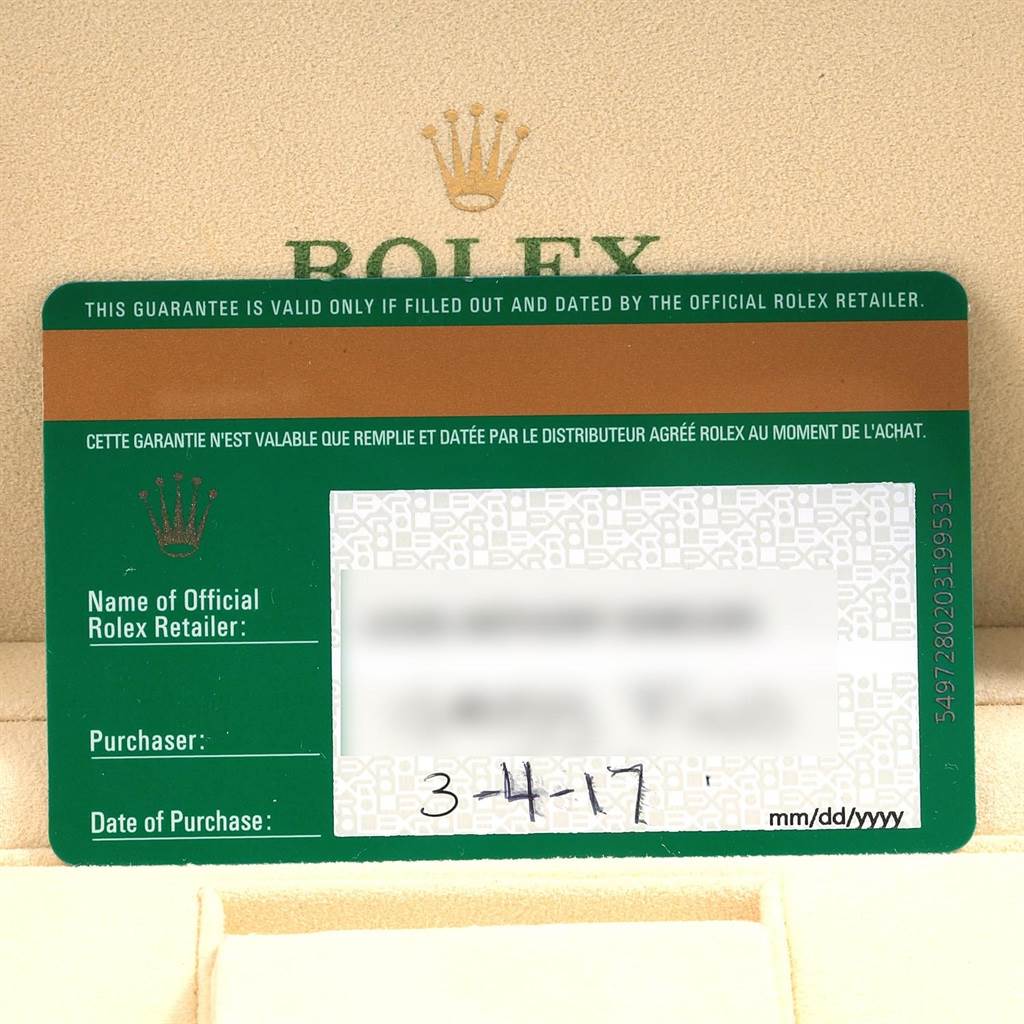 ROLEX
THIS GUARANTEE IS VALID ONLY IF FILLED OUT AND DATED BY THE OFFICIAL ROLEX RETAILER.
CETTE GARANTIE N'EST VALABLE QUE REMPLIE ET DATÉE PAR LE DISTRIBUTEUR AGRÉÉ ROLEX AU MOMENT DE L'ACHAT.
Name of Official
Rolex Retailer:
Purchaser:
Date of Purchase:
3-4-17
mm/dd/yyyy
5497280203199531